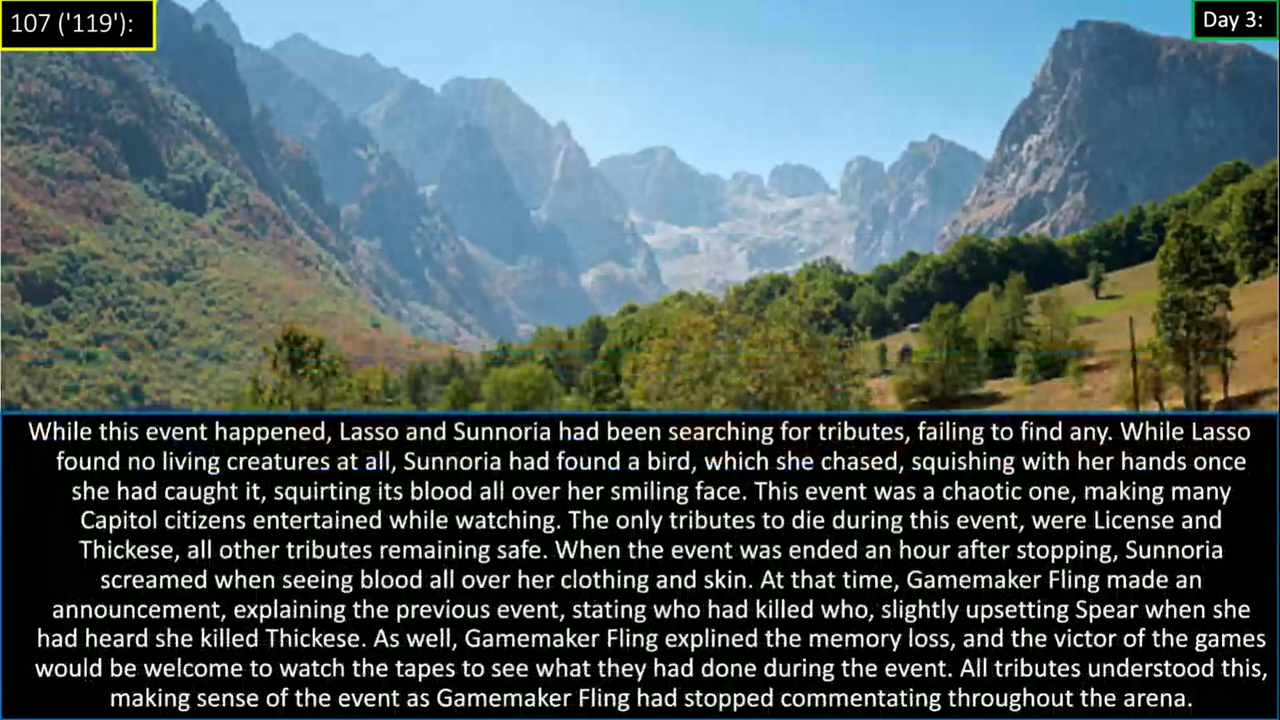 107 ('119'):
Day 3:
While this event happened, Lasso and Sunnoria had been searching for tributes, failing to find any. While Lasso
found no living creatures at all, Sunnoria had found a bird, which she chased, squishing with her hands once
she had caught it, squirting its blood all over her smiling face. This event was a chaotic one, making many
Capitol citizens entertained while watching. The only tributes to die during this event, were License and
Thickese, all other tributes remaining safe. When the event was ended an hour after stopping, Sunnoria
screamed when seeing blood all over her clothing and skin. At that time, Gamemaker Fling made an
announcement, explaining the previous event, stating who had killed who, slightly upsetting Spear when she
had heard she killed Thickese. As well, Gamemaker Fling explined the memory loss, and the victor of the games
would be welcome to watch the tapes to see what they had done during the event. All tributes understood this,
making sense of the event as Gamemaker Fling had stopped commentating throughout the arena.